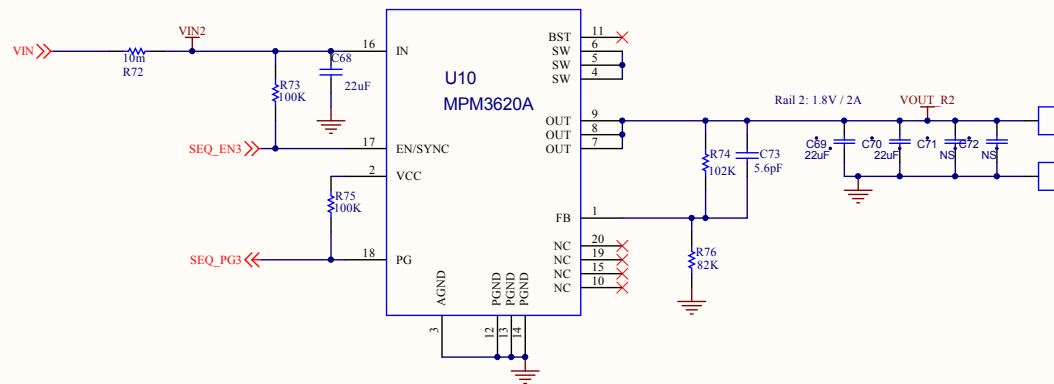 VIN
10m
R72
VIN2
R73
100K
C68
22uF
16
IN
SEQ_EN3
17
EN/SYNC
2
VCC
R75
100K
SEQ_PG3
18
PG
U10
MPM3620A
BST
11
SW
6
SW
5
SW
4
OUT
9
OUT
8
OUT
7
FB
1
NC
20
NC
19
NC
15
NC
10
AGND
3
PGND
12
PGND
13
PGND
14
R74
102K
C73
5.6pF
R76
82K
Rail 2: 1.8V / 2A
VOUT_R2
C69
22uF
C70
22uF
C71
NS
C72
NS